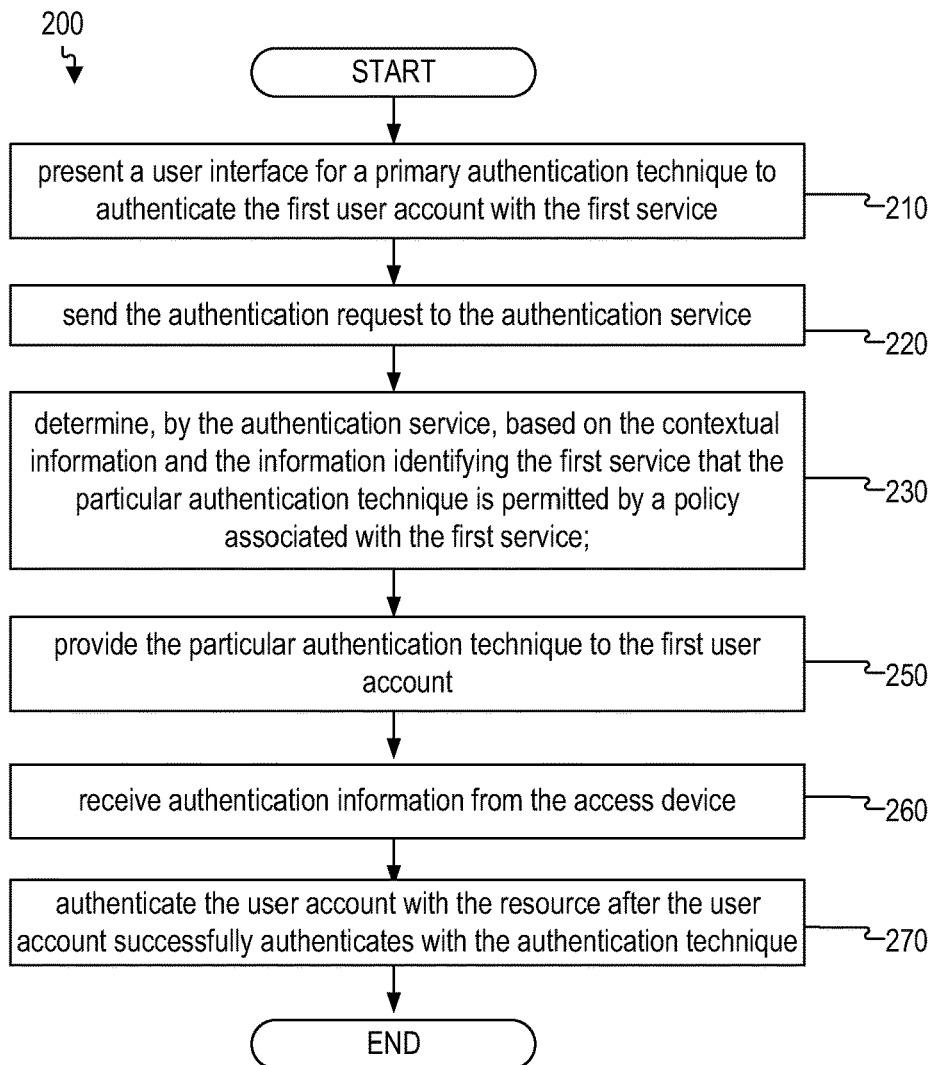 200
START
present a user interface for a primary authentication technique to
authenticate the first user account with the first service
210
send the authentication request to the authentication service
220
determine, by the authentication service, based on the contextual
information and the information identifying the first service that the
particular authentication technique is permitted by a policy
associated with the first service;
230
provide the particular authentication technique to the first user
account
250
receive authentication information from the access device
260
authenticate the user account with the resource after the user
account successfully authenticates with the authentication technique
270
END